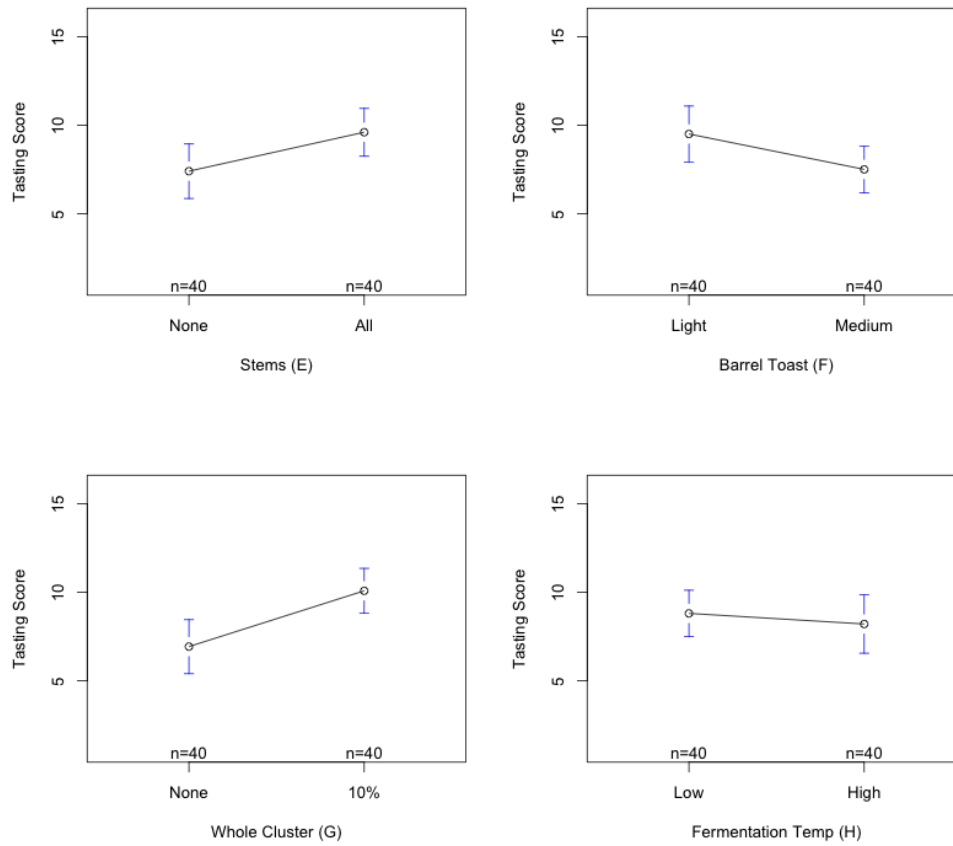 15
10
5
Tasting Score
n=40
n=40
None
All
Stems (E)
15
10
5
Tasting Score
n=40
n=40
Light
Medium
Barrel Toast (F)
15
10
5
Tasting Score
n=40
n=40
None
10%
Whole Cluster (G)
15
10
5
Tasting Score
n=40
n=40
Low
High
Fermentation Temp (H)